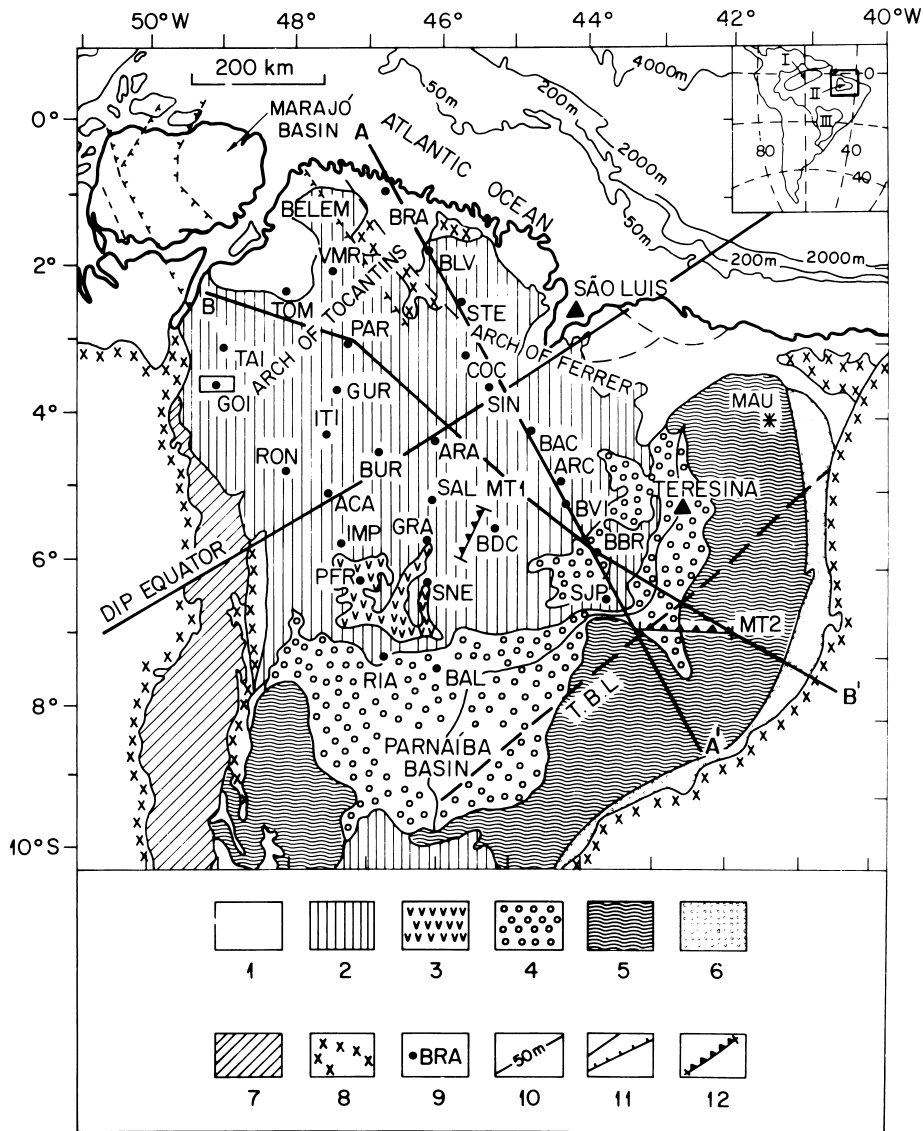 50°W 48° 46° 44° 42° 40°W
200 km
4000m
50m
200m
2000m
I
II
III
0
80
40
40
MARAJÓ
BASIN
A
ATLANTIC
OCEAN
0°
BELEM
BRA
50m
200m
2000m
VMR
BLV
2°
B
TOM
STE
SÃO LUIS
ARCH OF TOCANTINS
PAR
ARCH OF FERRER
TAI
COC
GOI
GUR
SIN
MAU
4°
ITI
BAC
RON
BUR
ARA
ARC
SAL
MT1
TERESINA
ACA
BVI
GRA
IMP
BDC
BBR
6°
DIP EQUATOR
PFR
SNE
SJP
MT2
RIA
BAL
T.B.L
B'
8°
PARNAÍBA
BASIN
A'
10°S
1 2 3 4 5 6
BRA
50m
7 8 9 10 11 12